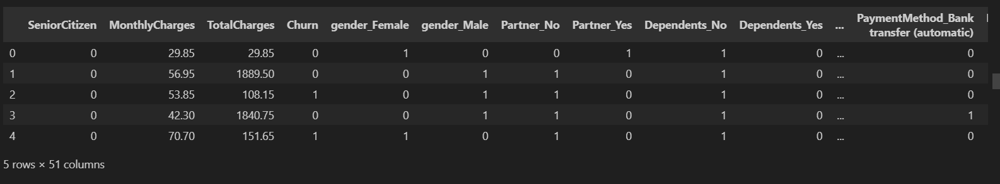 SeniorCitizen MonthlyCharges TotalCharges Churn gender_Female gender_Male Partner_No Partner_Yes Dependents_No Dependents_Yes ... PaymentMethod_Bank
transfer (automatic)
0 0 29.85 29.85 0 1 0 0 1 1 0 ... 0
1 0 56.95 1889.50 0 0 1 1 0 1 0 ... 0
2 0 53.85 108.15 1 0 1 1 0 1 0 ... 0
3 0 42.30 1840.75 0 0 1 1 0 1 0 ... 1
4 0 70.70 151.65 1 1 0 1 0 1 0 ... 0
5 rows × 51 columns